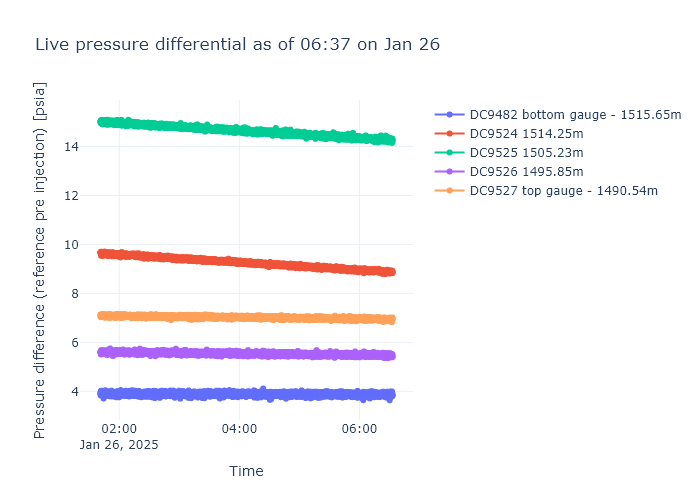 Live pressure differential as of 06:37 on Jan 26
Pressure difference (reference pre injection) [psia]
14
12
10
8
6
4
02:00
Jan 26, 2025
04:00
06:00
Time
DC9482 bottom gauge - 1515.65m
DC9524 1514.25m
DC9525 1505.23m
DC9526 1495.85m
DC9527 top gauge - 1490.54m